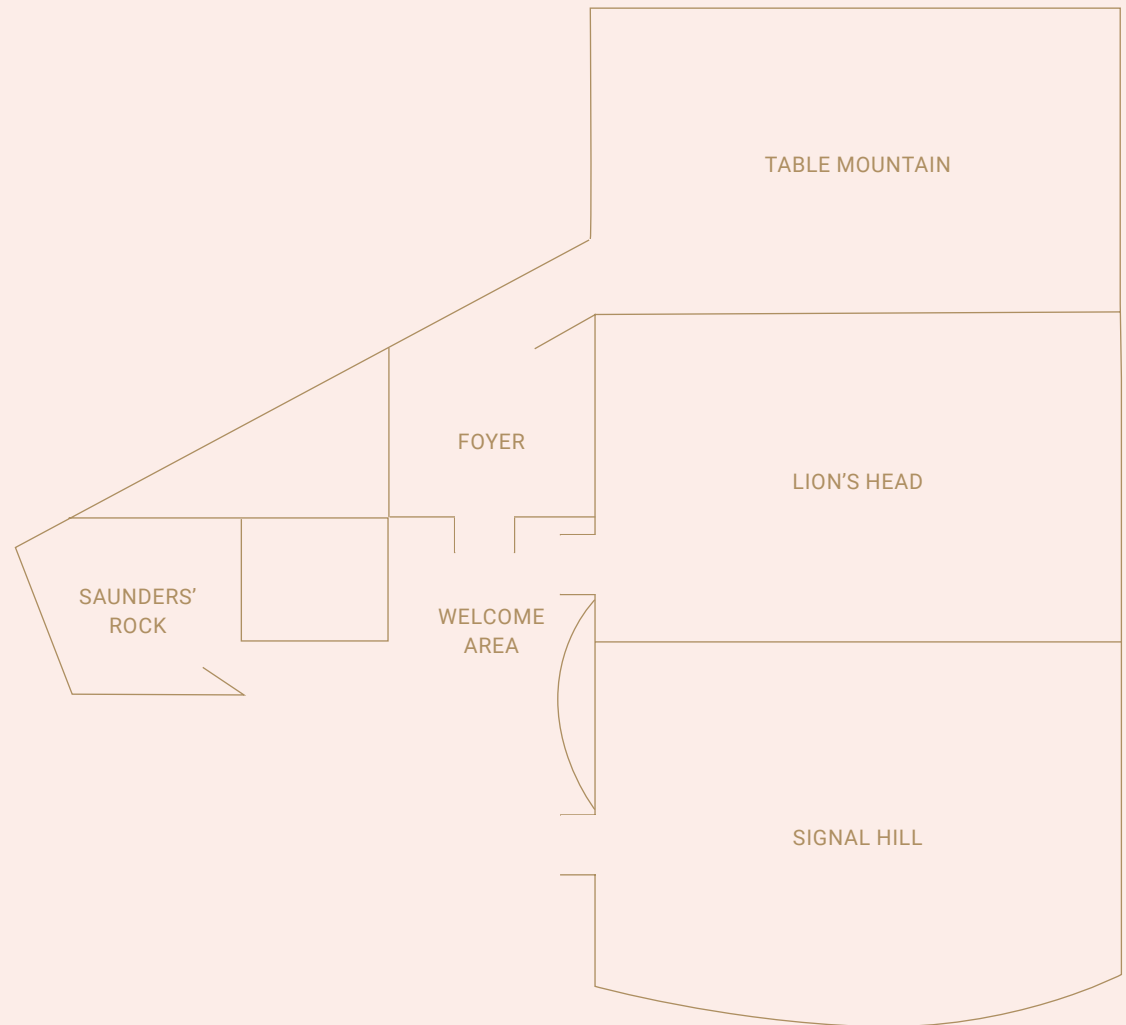 TABLE MOUNTAIN
FOYER
LION’S HEAD
SAUNDERS’
ROCK
WELCOME
AREA
SIGNAL HILL